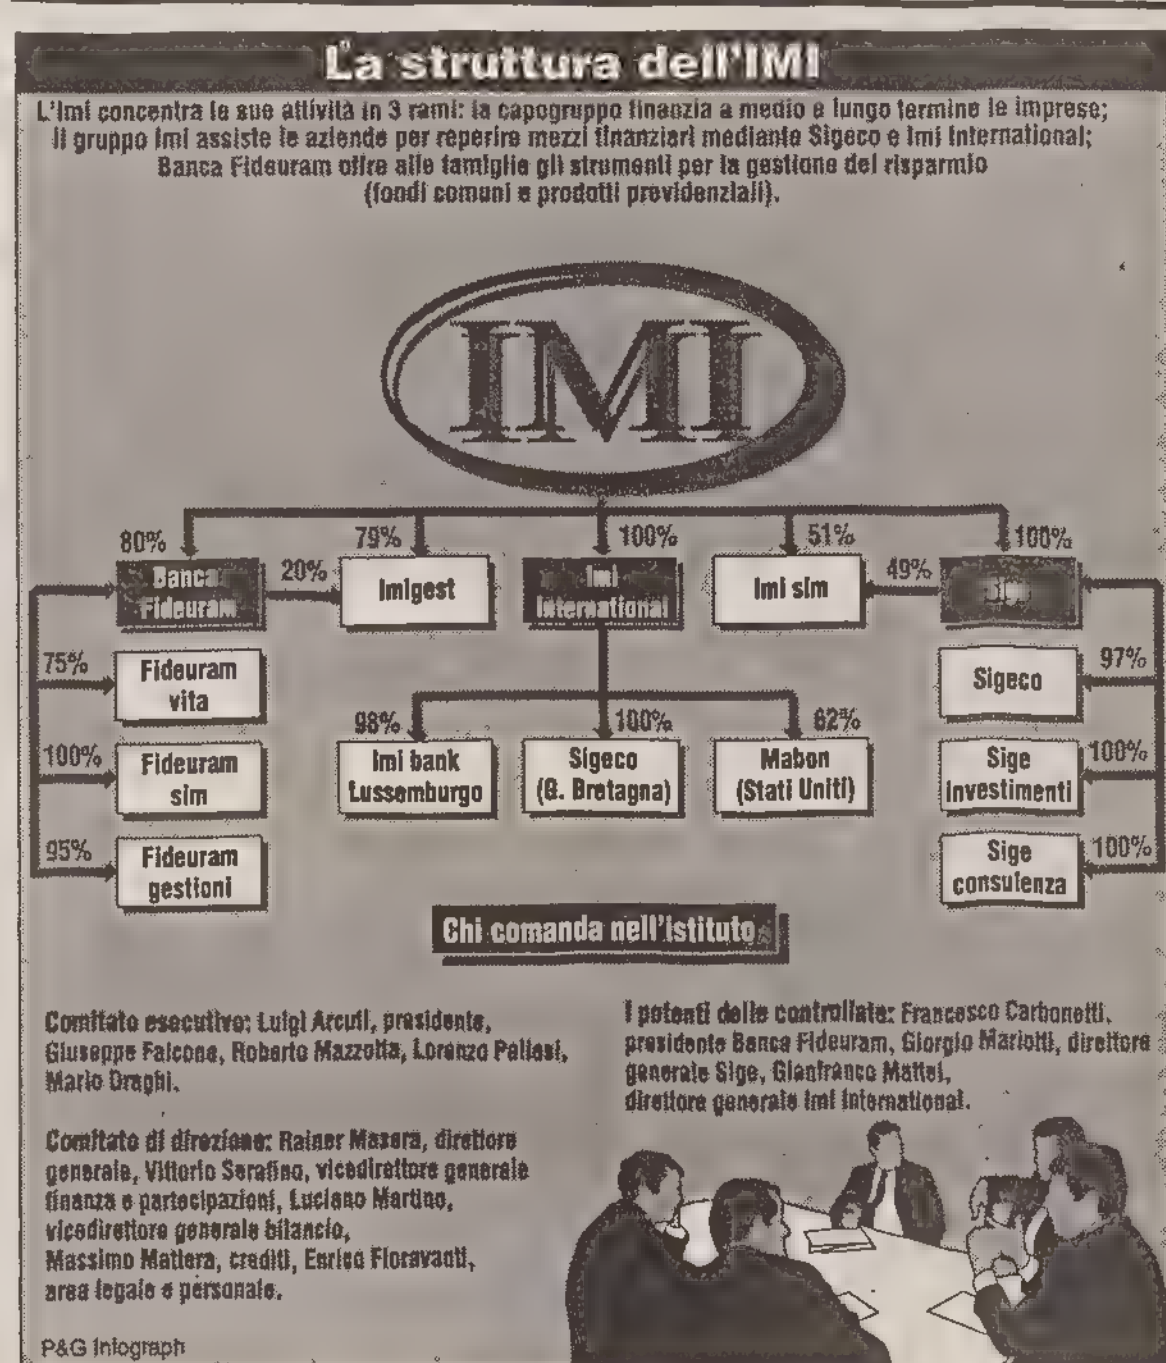 La struttura dell'IMI
L'Imi concentra le sue attività in 3 rami: la capogruppo finanzia a medio e lungo termine le imprese;
il gruppo Imi assiste le aziende per reperire mezzi finanziari mediante Sigeco e Imi International;
Banca Fideuram offre alle famiglie gli strumenti per la gestione del risparmio
(fondi comuni e prodotti previdenziali).
IMI
80%
79%
100%
51%
100%
Banca
Fideuram
20%
Imigest
Imi
International
Imi sim
49%
75%
Fideuram
vita
100%
Fideuram
sim
95%
Fideuram
gestioni
98%
Imi bank
Lussemburgo
100%
Sigeco
(G. Bretagna)
62%
Mabon
(Stati Uniti)
Sigeco
97%
Sige
investimenti
100%
Sige
consulenza
100%
Chi comanda nell'istituto
Comitato esecutivo: Luigi Arcuti, presidente,
Giuseppe Falcone, Roberto Mazzotta, Lorenzo Pallesi,
Mario Draghi.
Comitato di direzione: Rainer Masera, direttore
generale, Vittorio Serafino, vicedirettore generale
finanza e partecipazioni, Luciano Martino,
vicedirettore generale bilancio,
Massimo Mattera, crediti, Enrico Fioravanti,
area legale e personale.
I potenti delle controllate: Francesco Carbonetti,
presidente Banca Fideuram, Giorgio Mariotti, direttore
generale Sige, Gianfranco Mattei,
direttore generale Imi International.
P&G Infograph